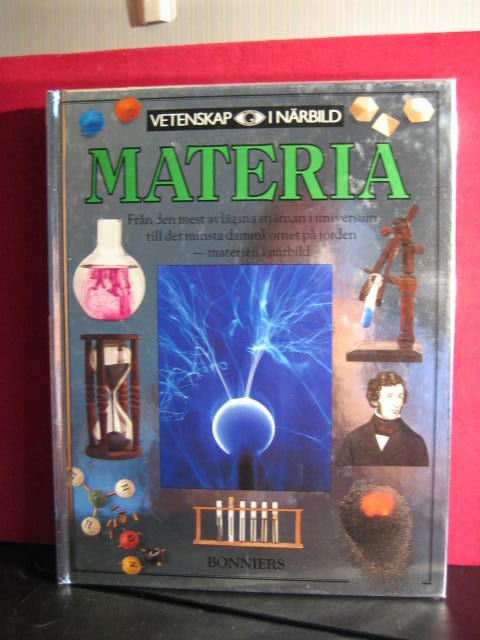 VETENSKAP I NÄRBILD
MATERIA
Från den mest avlägsna stjärnan i universum
till det minsta dammkornet på jorden
— materien i närbild
H
H
BONNIERS